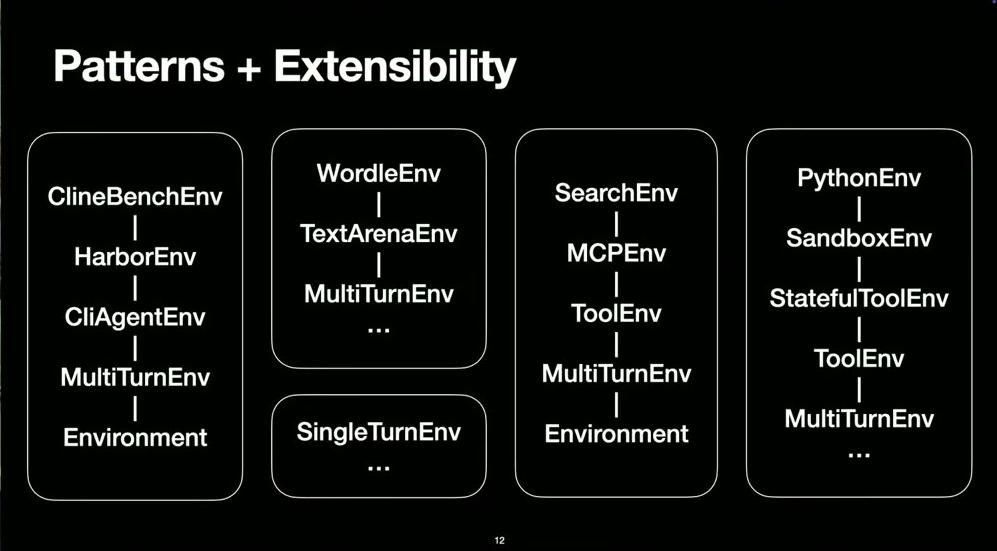 Patterns + Extensibility
ClineBenchEnv
HarborEnv
CliAgentEnv
MultiTurnEnv
Environment
WordleEnv
TextArenaEnv
MultiTurnEnv
...
SingleTurnEnv
...
SearchEnv
MCPEnv
ToolEnv
MultiTurnEnv
Environment
PythonEnv
SandboxEnv
StatefulToolEnv
ToolEnv
MultiTurnEnv
...
12